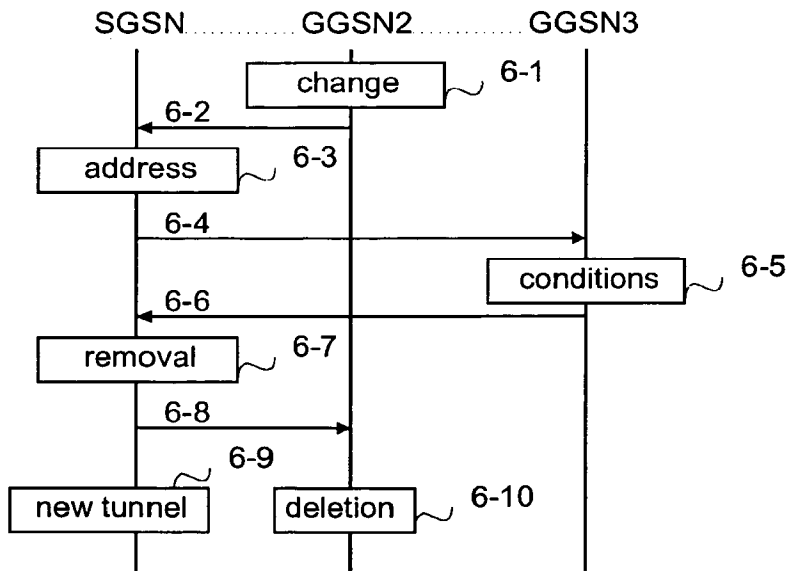 SGSN GGSN2 GGSN3
change 6-1
6-2
address 6-3
6-4
conditions 6-5
6-6
removal 6-7
6-8
6-9
new tunnel deletion 6-10